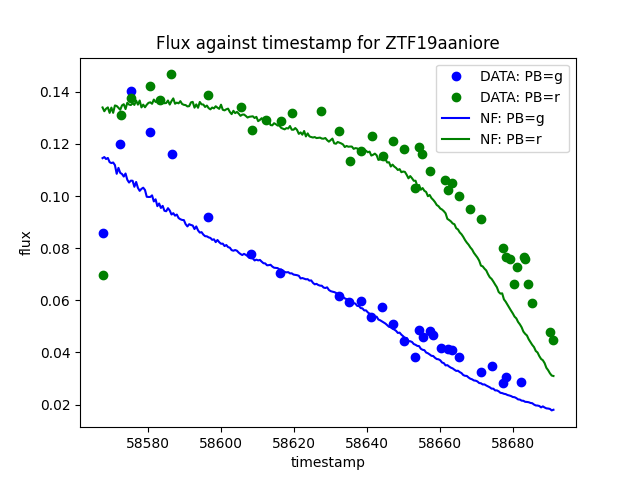 Flux against timestamp for ZTF19aaniore
DATA: PB=g
DATA: PB=r
NF: PB=g
NF: PB=r
0.14
0.12
0.10
0.08
0.06
0.04
0.02
flux
58580 58600 58620 58640 58660 58680
timestamp